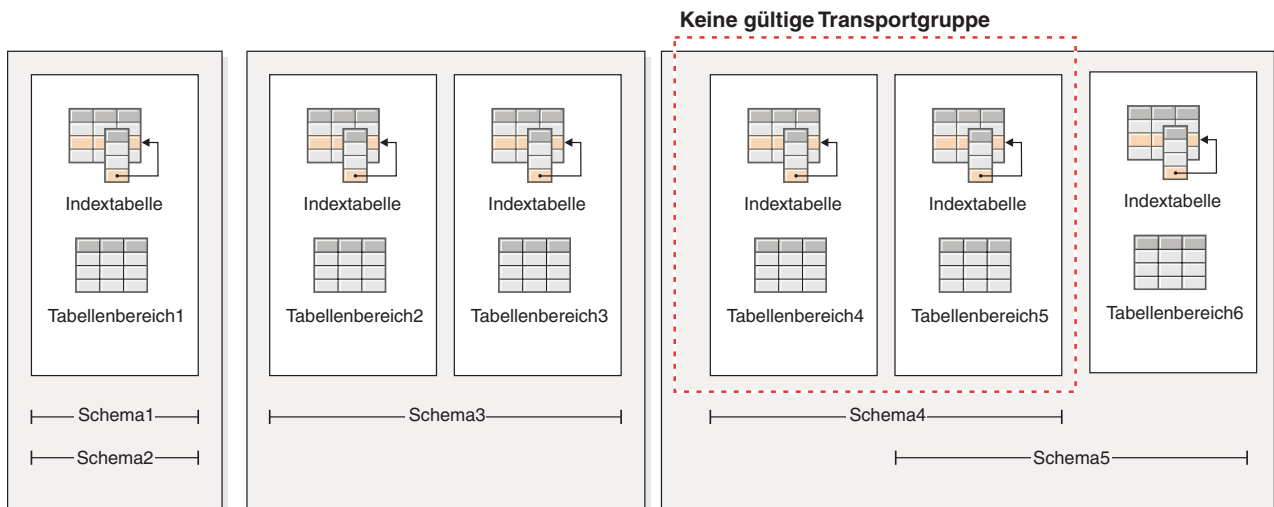 Keine gültige Transportgruppe
Indextabelle
Indextabelle
Indextabelle
Indextabelle
Indextabelle
Indextabelle
Tabellenbereich1
Tabellenbereich2
Tabellenbereich3
Tabellenbereich4
Tabellenbereich5
Tabellenbereich6
Schema1
Schema3
Schema4
Schema2
Schema5